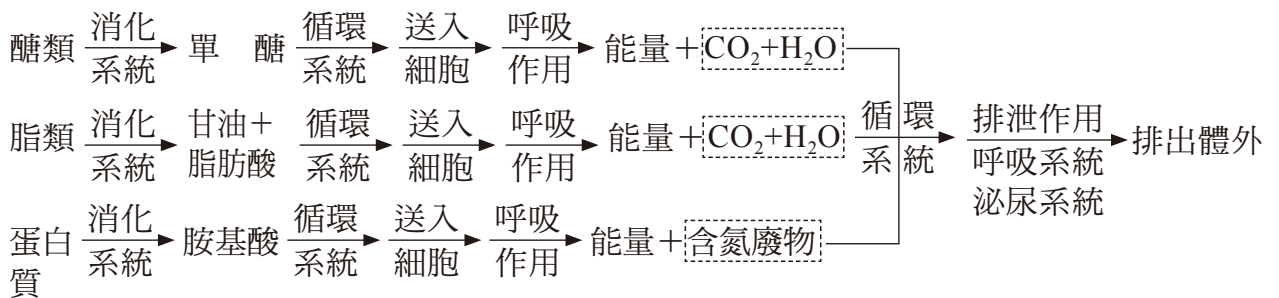 醣類 消化系統 單 醣 循環系統 送入細胞 呼吸作用 能量+CO₂+H₂O
脂類 消化系統 甘油+脂肪酸 循環系統 送入細胞 呼吸作用 能量+CO₂+H₂O
循環系統 排泄作用 呼吸系統 泌尿系統 排出體外
蛋白質 消化系統 胺基酸 循環系統 送入細胞 呼吸作用 能量+含氮廢物